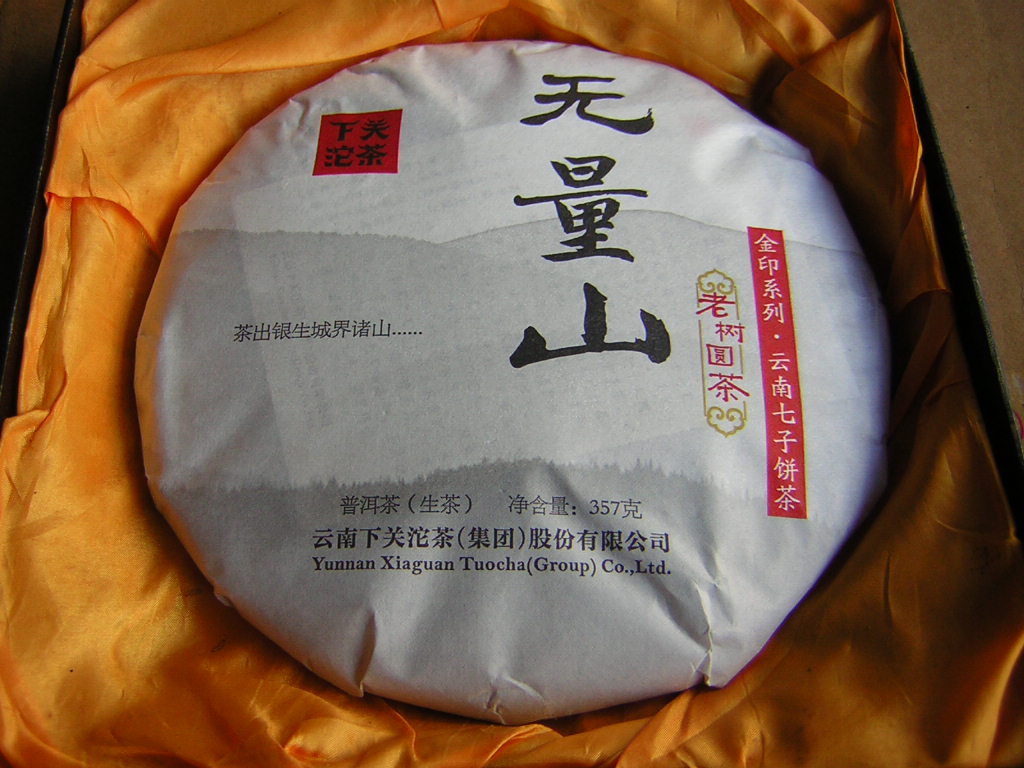 下关
沱茶
无量山
金印系列·云南七子饼茶
老树圆茶
茶出银生城界诸山......
普洱茶（生茶） 净含量：357克
云南下关沱茶（集团）股份有限公司
Yunnan Xiaguan Tuocha(Group) Co.,Ltd.